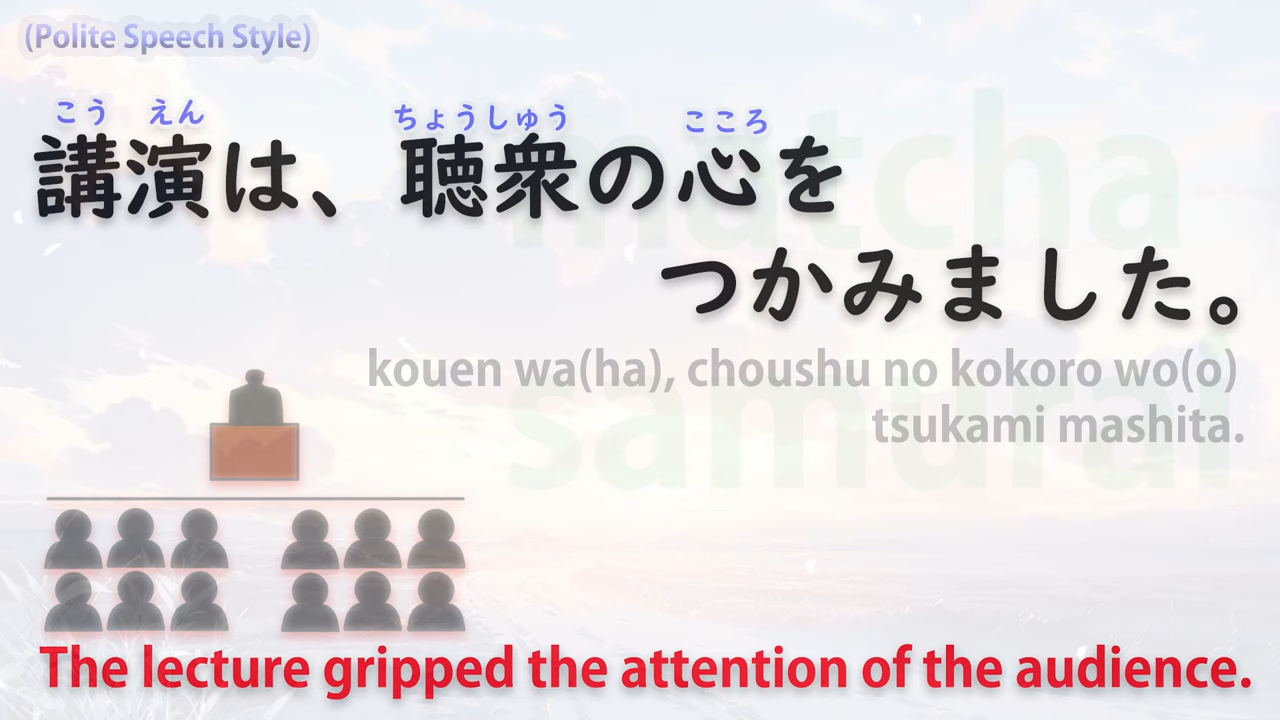 (Polite Speech Style)
こう えん ちょうしゅう こころ
講演は、聴衆の心を
つかみました。
kouen wa(ha), choushu no kokoro wo(o)
tsukami mashita.
matcha
samurai
The lecture gripped the attention of the audience.